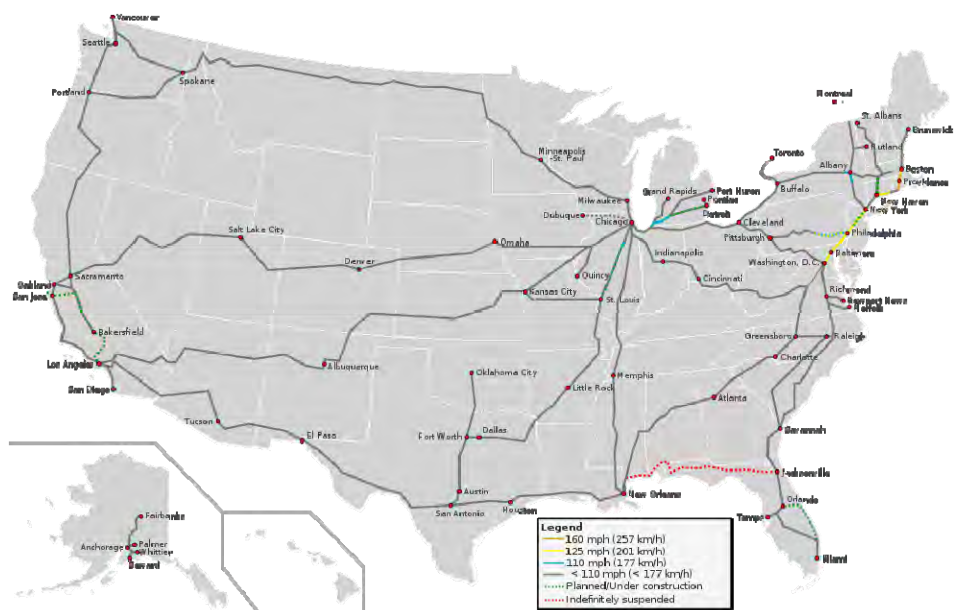 Vancouver
Seattle
Spokane
Portland
Montreal
St. Albans
Brunswick
Rutland
Minneapolis
-St. Paul
Toronto
Albany
Boston
Providence
Grand Rapids
Port Huron
Pontiac
Buffalo
New Haven
Milwaukee
Detroit
New York
Dubuque
Chicago
Cleveland
Salt Lake City
Pittsburgh
Philadelphia
Omaha
Baltimore
Denver
Indianapolis
Washington, D.C.
Sacramento
Quincy
Cincinnati
Oakland
San Jose
Kansas City
St. Louis
Richmond
Newport News
Norfolk
Bakersfield
Greensboro
Raleigh
Los Angeles
Albuquerque
Charlotte
Oklahoma City
Memphis
San Diego
Little Rock
Atlanta
Tucson
El Paso
Fort Worth
Dallas
Savannah
Jacksonville
Austin
New Orleans
San Antonio
Houston
Orlando
Tampa
Fairbanks
Miami
Anchorage
Palmer
Whittier
Seward
Legend
160 mph (257 km/h)
125 mph (201 km/h)
110 mph (177 km/h)
< 110 mph (< 177 km/h)
Planned/Under construction
Indefinitely suspended